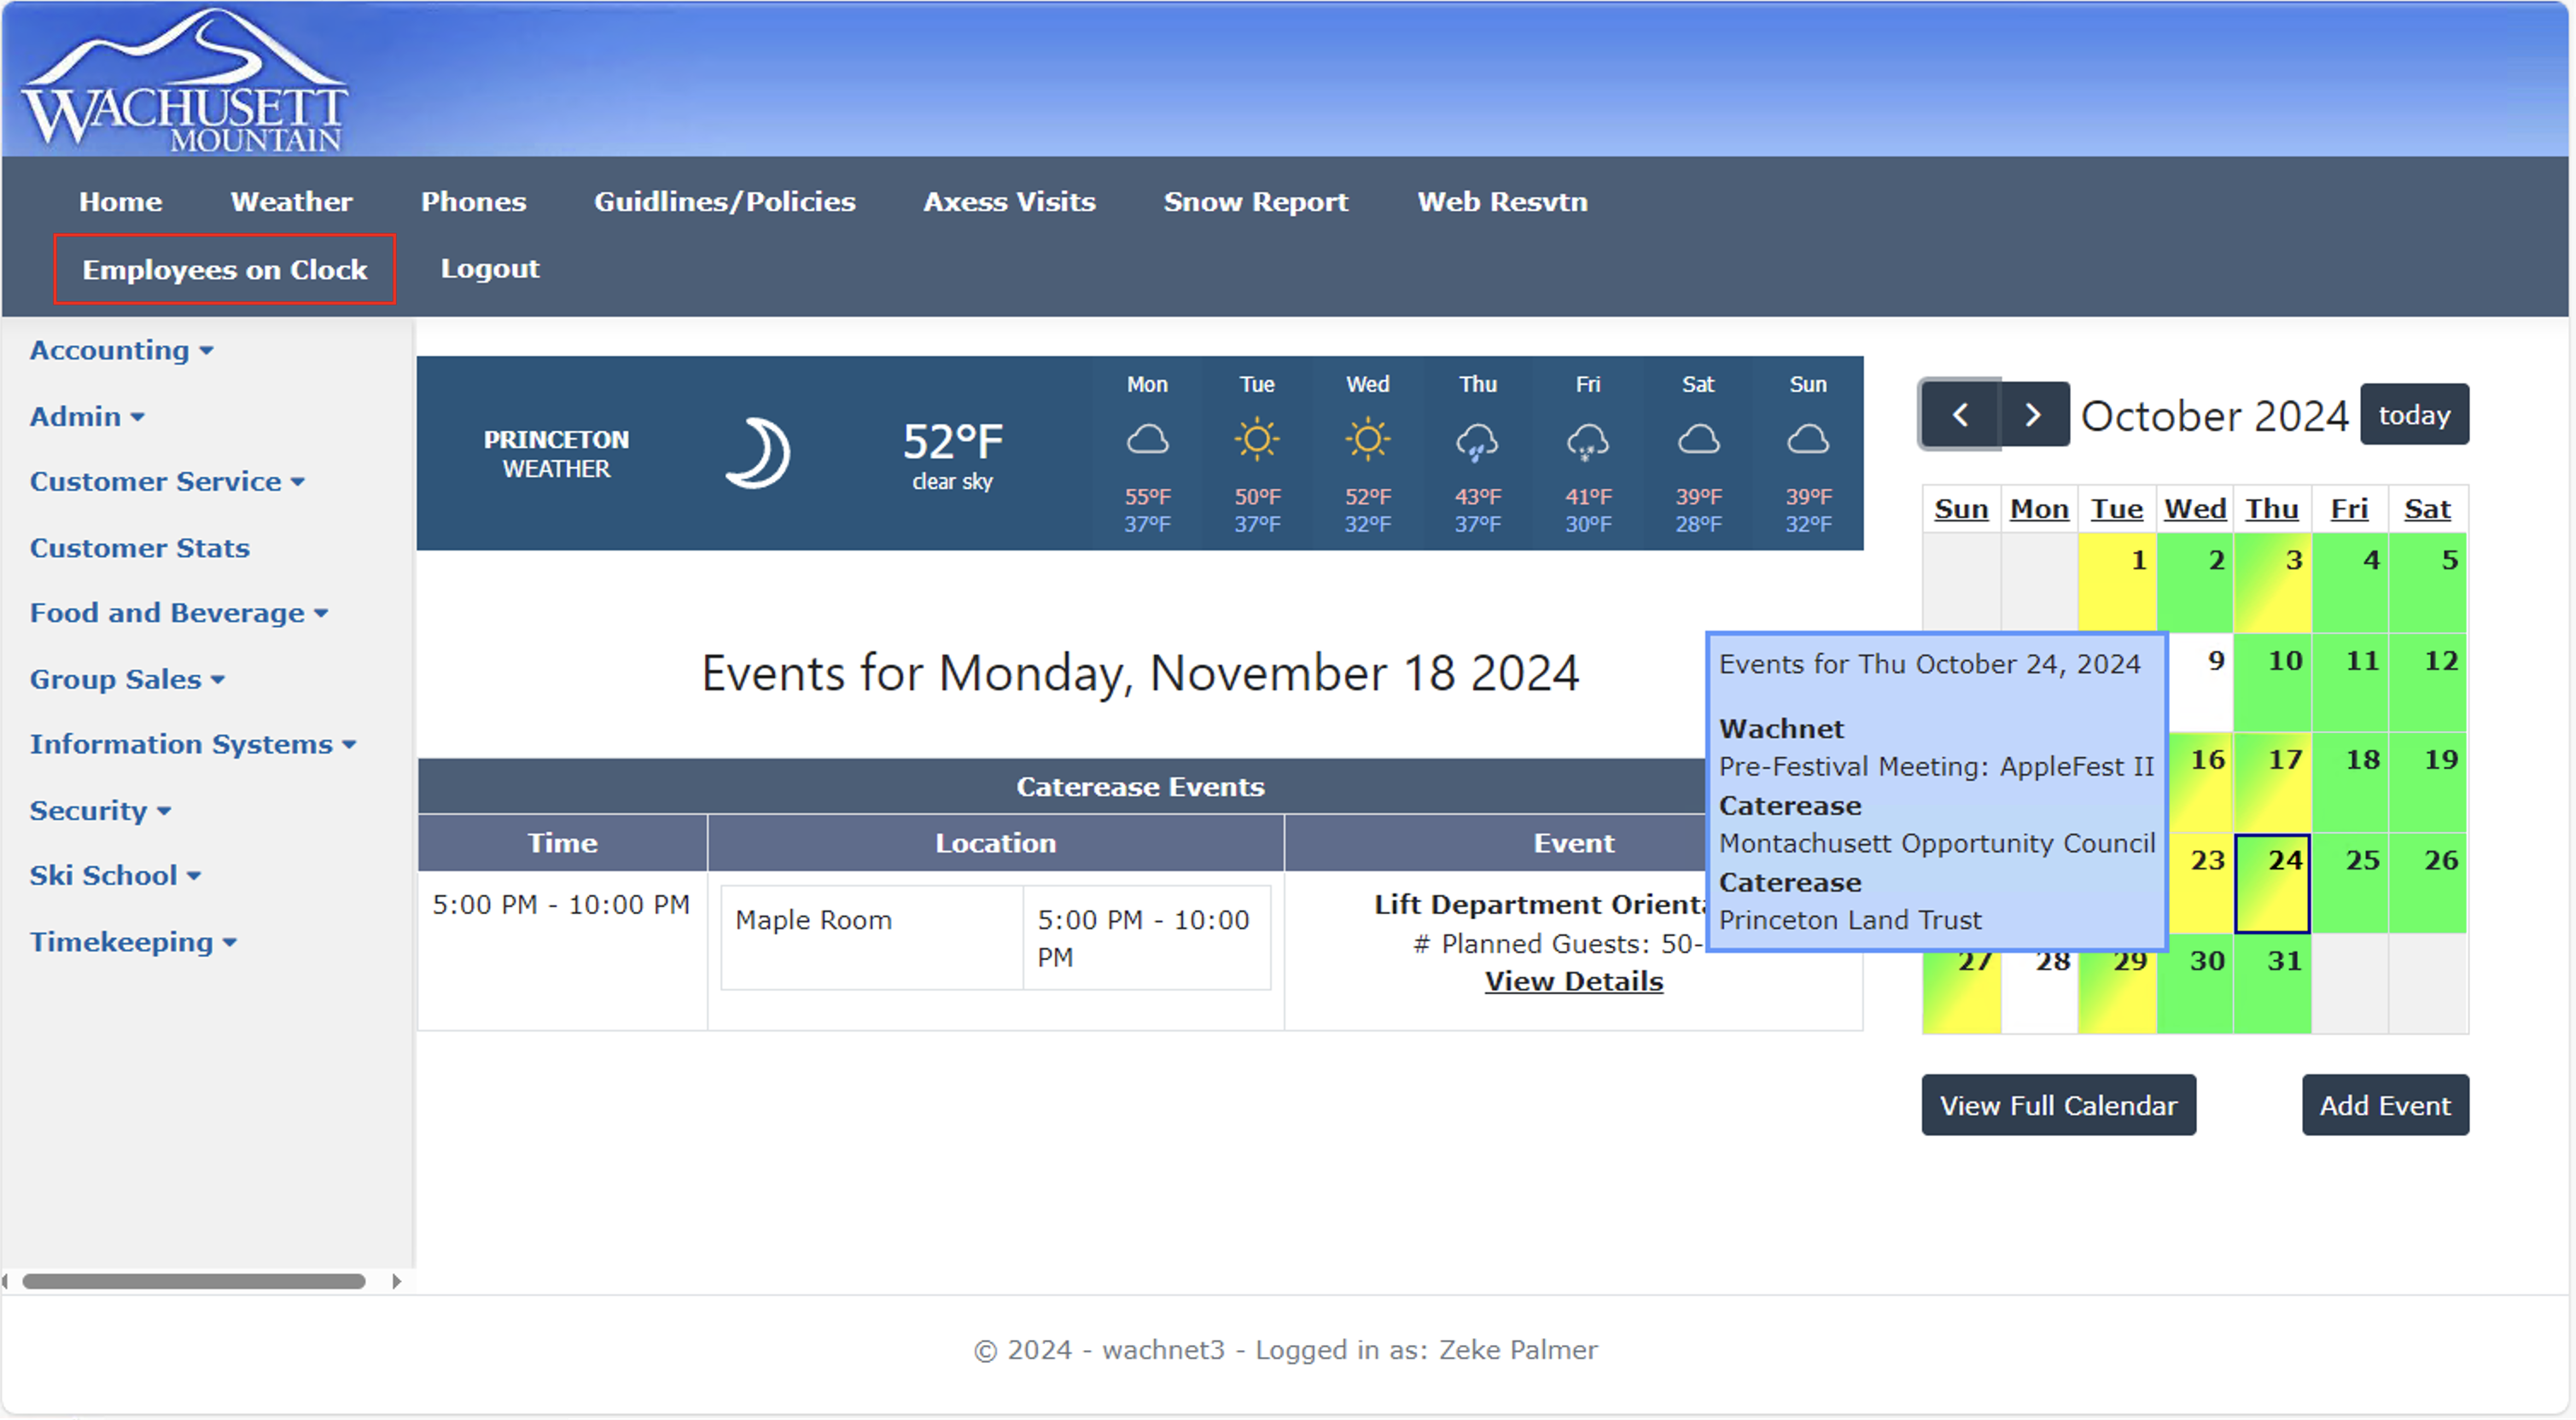 WACHUSETT
MOUNTAIN
Home Weather Phones Guidlines/Policies Axess Visits Snow Report Web Resvtn
Employees on Clock Logout
Accounting
Admin
Customer Service
Customer Stats
Food and Beverage
Group Sales
Information Systems
Security
Ski School
Timekeeping
PRINCETON
WEATHER
52°F
clear sky
Mon Tue Wed Thu Fri Sat Sun
55°F 50°F 52°F 43°F 41°F 39°F 39°F
37°F 37°F 32°F 37°F 30°F 28°F 32°F
Events for Monday, November 18 2024
Caterease Events
Time Location Event
5:00 PM - 10:00 PM
Maple Room
5:00 PM - 10:00
PM
Lift Department
# Planned Guests: 50-
View Details
October 2024 today
Sun Mon Tue Wed Thu Fri Sat
1 2 3 4 5
9 10 11 12
16 17 18 19
23 24 25 26
27 28 29 30 31
Events for Thu October 24, 2024
Wachnet
Pre-Festival Meeting: AppleFest II
Caterease
Montachusett Opportunity Council
Caterease
Princeton Land Trust
View Full Calendar Add Event
© 2024 - wachnet3 - Logged in as: Zeke Palmer